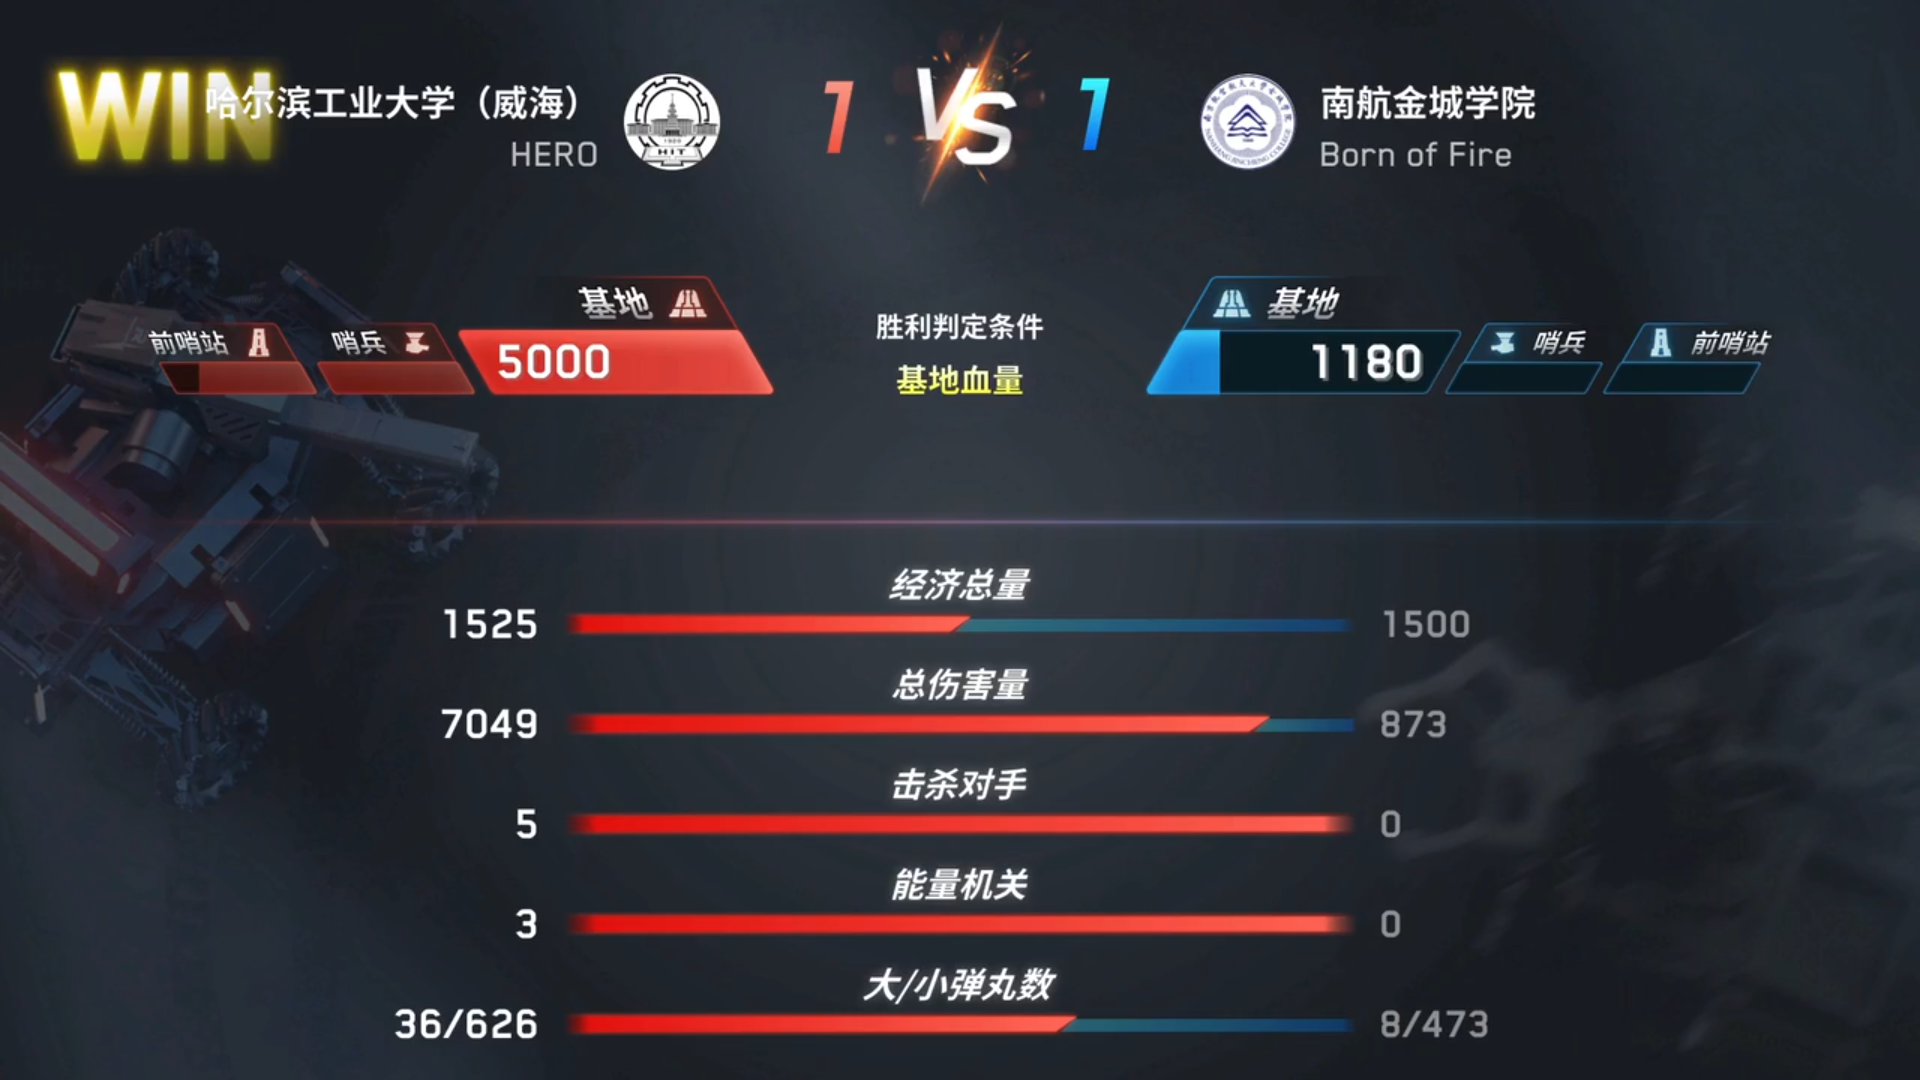 WIN
哈尔滨工业大学（威海）
HERO
HIT
1 VS 1
南航金城学院
Born of Fire
前哨站
哨兵
基地
5000
胜利判定条件
基地血量
基地
1180
哨兵
前哨站
经济总量
1525 1500
总伤害量
7049 873
击杀对手
5 0
能量机关
3 0
大/小弹丸数
36/626 8/473